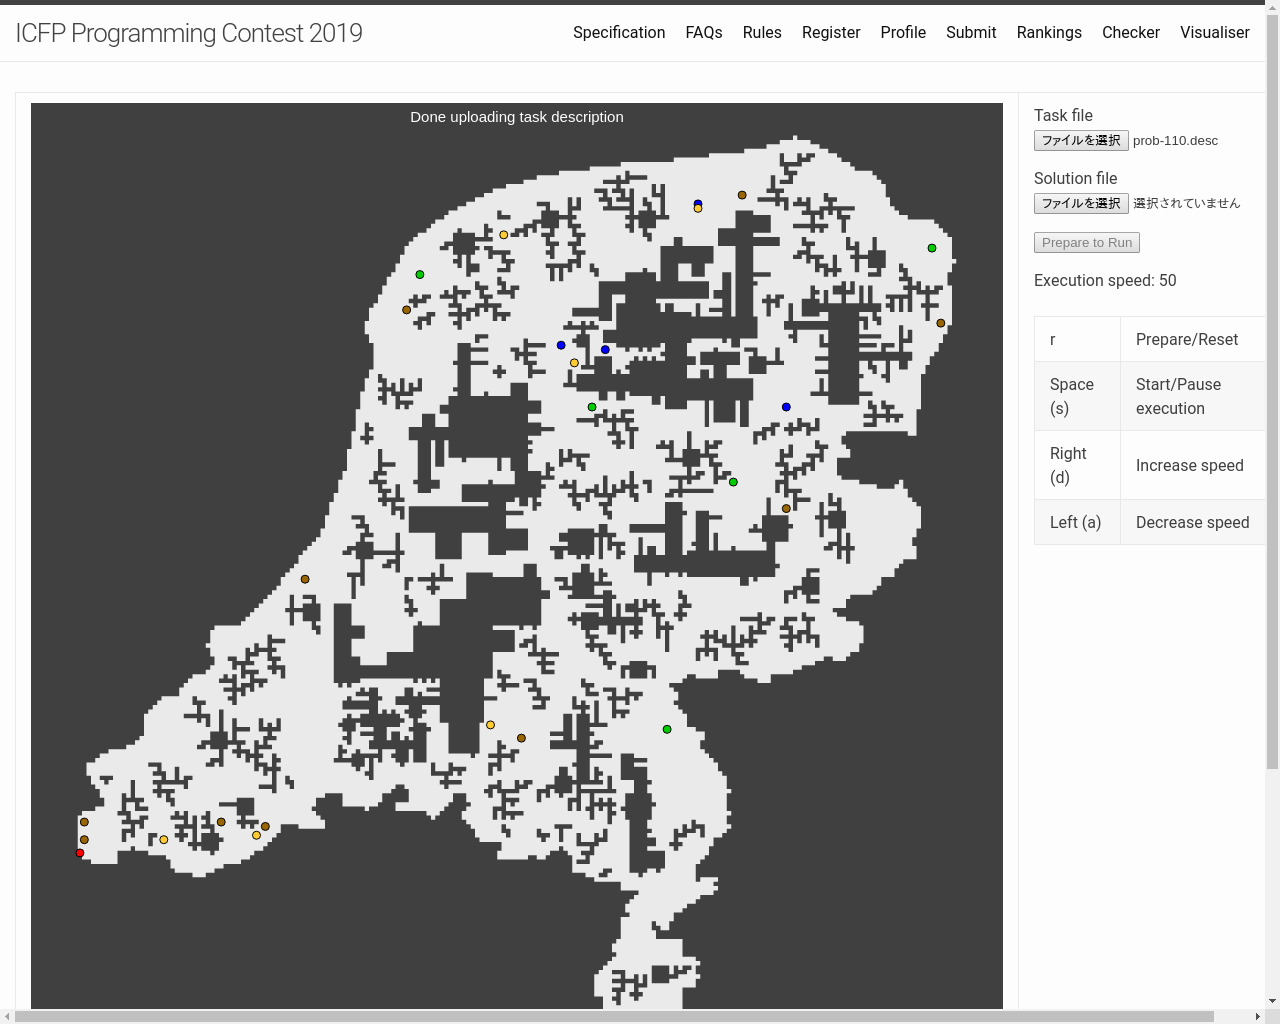 ICFP Programming Contest 2019
Specification FAQs Rules Register Profile Submit Rankings Checker Visualiser
Done uploading task description
Task file
ファイルを選択 prob-110.desc
Solution file
ファイルを選択 選択されていません
Prepare to Run
Execution speed: 50
r Prepare/Reset
Space (s) Start/Pause execution
Right (d) Increase speed
Left (a) Decrease speed